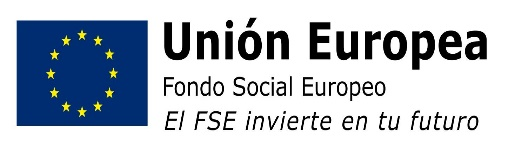 Unión Europea
Fondo Social Europeo
El FSE invierte en tu futuro